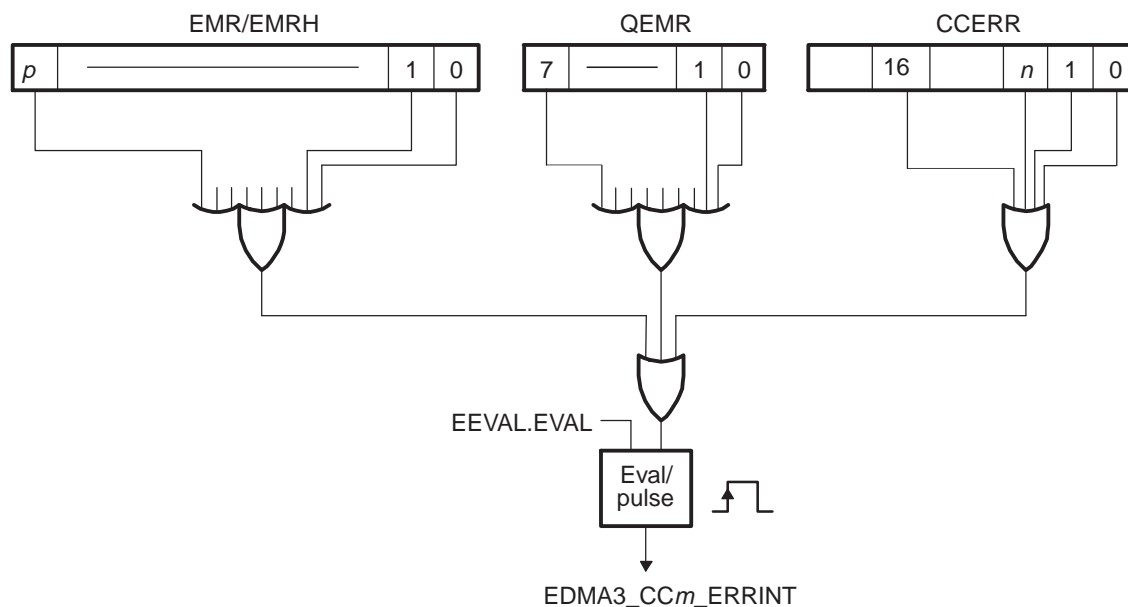 EMR/EMRH QEMR CCERR
p 1 0 7 1 0 16 n 1 0
EEVAL.EVAL
Eval/
pulse
EDMA3_CCm_ERRINT